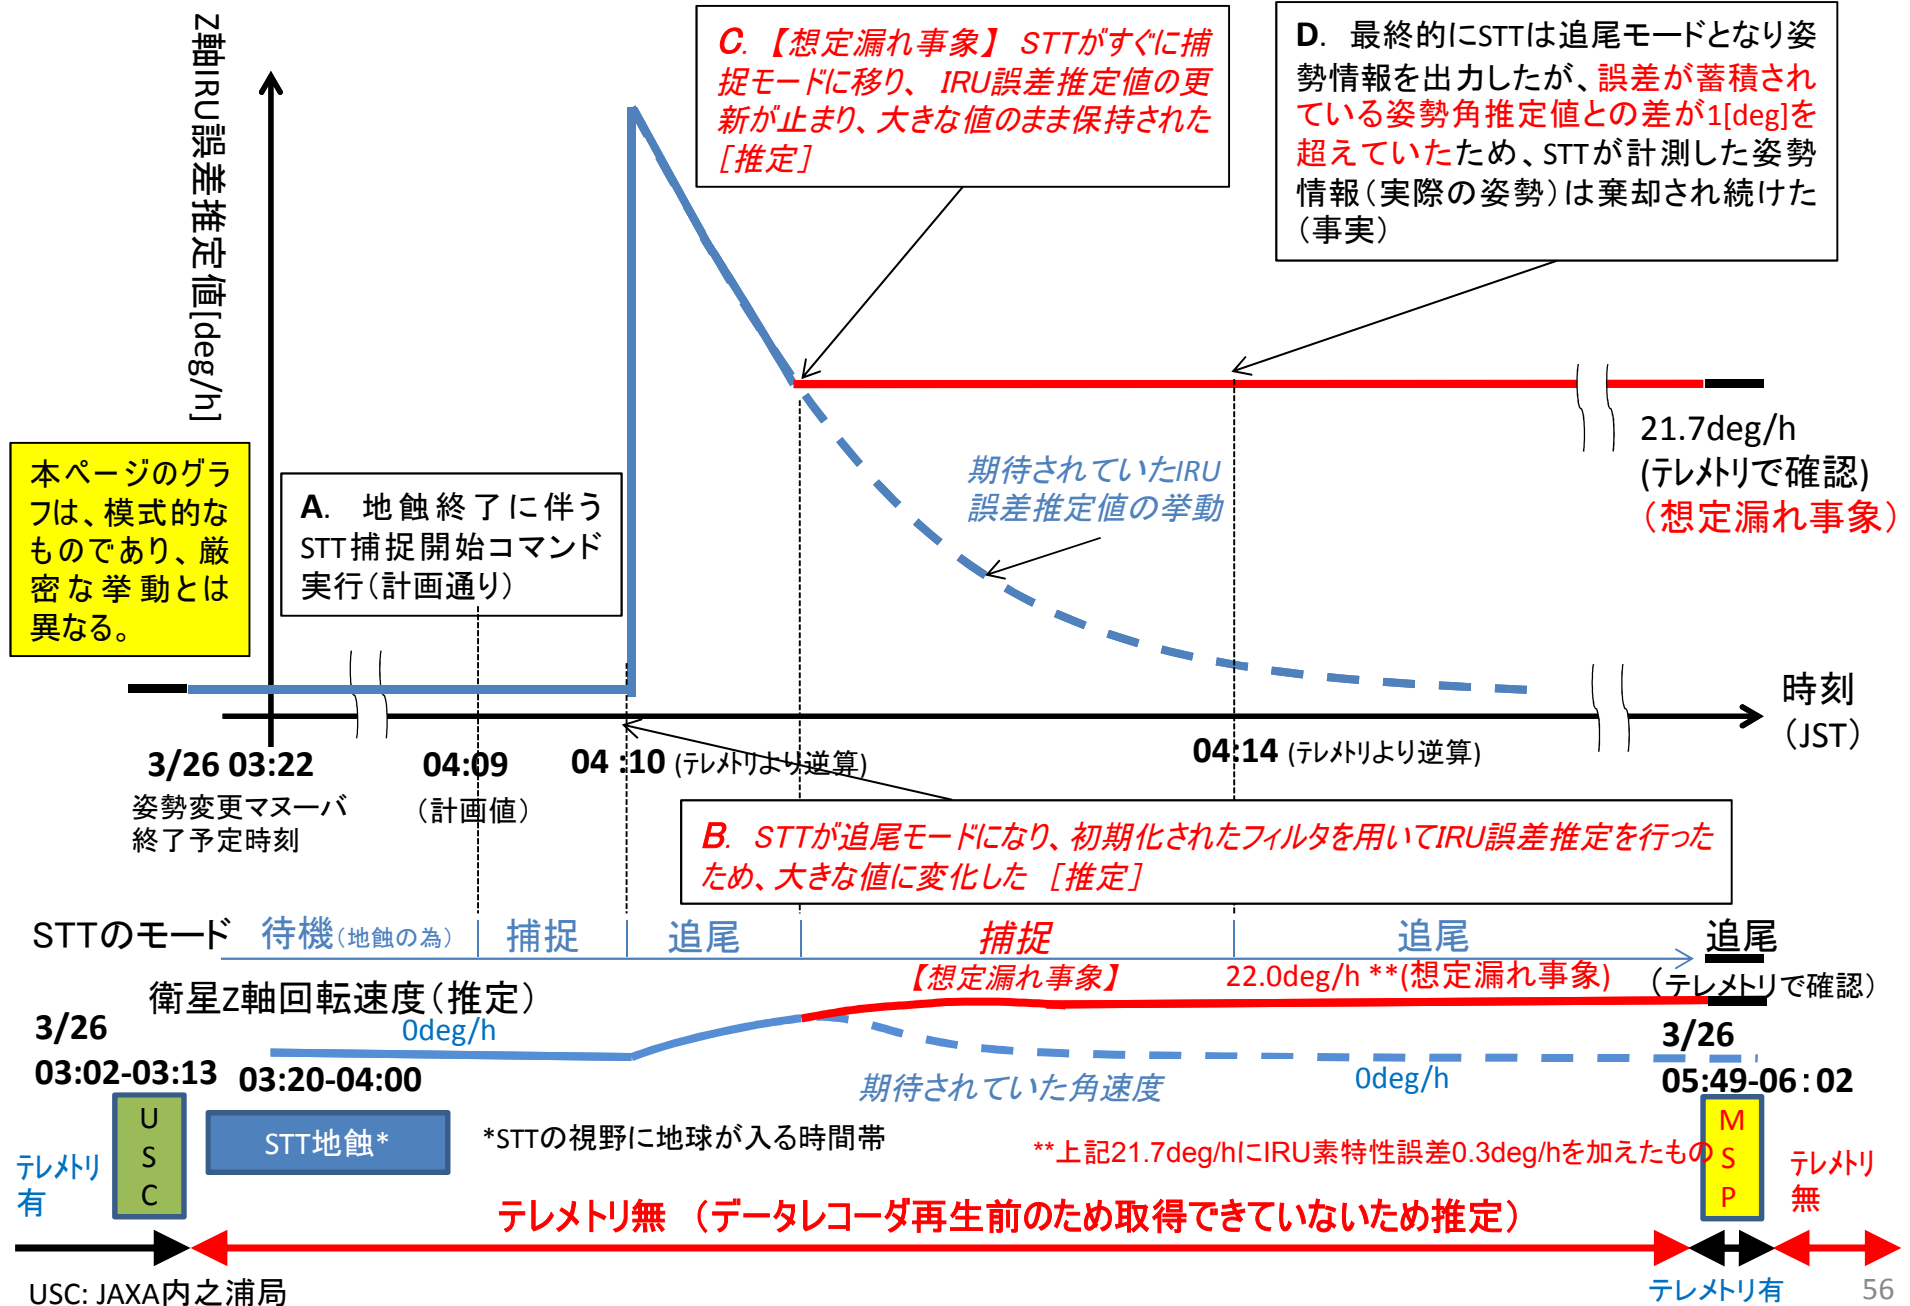 Z軸IRU誤差推定値[deg/h]
C. 【想定漏れ事象】 STTがすぐに捕
捉モードに移り、 IRU誤差推定値の更
新が止まり、大きな値のまま保持された
［推定］
D. 最終的にSTTは追尾モードとなり姿
勢情報を出力したが、誤差が蓄積され
ている姿勢角推定値との差が1[deg]を
超えていたため、STTが計測した姿勢
情報（実際の姿勢）は棄却され続けた
（事実）
本ページのグラ
フは、模式的な
ものであり、厳
密な挙動とは
異なる。
A. 地蝕終了に伴う
STT捕捉開始コマンド
実行（計画通り）
期待されていたIRU
誤差推定値の挙動
21.7deg/h
(テレメトリで確認)
（想定漏れ事象）
時刻
（JST）
3/26 03:22
姿勢変更マヌーバ
終了予定時刻
04:09
（計画値）
04 :10 (テレメトリより逆算)
04:14 (テレメトリより逆算)
B. STTが追尾モードになり、初期化されたフィルタを用いてIRU誤差推定を行った
ため、大きな値に変化した ［推定］
STTのモード 待機(地蝕の為) 捕捉 追尾 捕捉 追尾 追尾
【想定漏れ事象】 22.0deg/h **(想定漏れ事象) （テレメトリで確認）
衛星Z軸回転速度（推定）
3/26
03:02-03:13
0deg/h
03:20-04:00
期待されていた角速度
0deg/h
3/26
05:49-06：02
USC
STT地蝕*
*STTの視野に地球が入る時間帯
**上記21.7deg/hにIRU素特性誤差0.3deg/hを加えたもの
MSP
テレメトリ
有
テレメトリ
無
テレメトリ無 （データレコーダ再生前のため取得できていないため推定）
USC: JAXA内之浦局
テレメトリ有
56